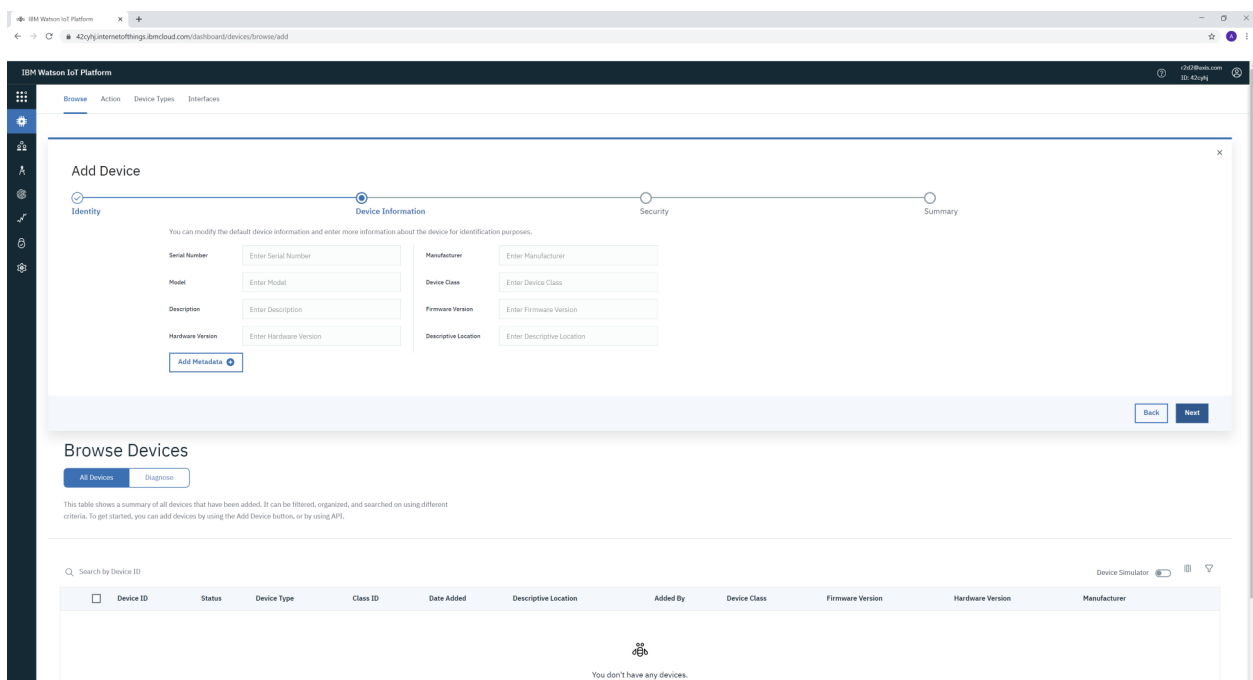 IBM Watson IoT Platform
42cyhj.internetofthings.ibmcloud.com/dashboard/devices/browse/add
A
IBM Watson IoT Platform
r2d2@axis.com
ID: 42cyhj
Browse Action Device Types Interfaces
Add Device
Identity Device Information Security Summary
You can modify the default device information and enter more information about the device for identification purposes.
Serial Number Enter Serial Number Manufacturer Enter Manufacturer
Model Enter Model Device Class Enter Device Class
Description Enter Description Firmware Version Enter Firmware Version
Hardware Version Enter Hardware Version Descriptive Location Enter Descriptive Location
Add Metadata
Back Next
Browse Devices
All Devices Diagnose
This table shows a summary of all devices that have been added. It can be filtered, organized, and searched on using different
criteria. To get started, you can add devices by using the Add Device button, or by using API.
Search by Device ID Device Simulator
Device ID Status Device Type Class ID Date Added Descriptive Location Added By Device Class Firmware Version Hardware Version Manufacturer
You don't have any devices.